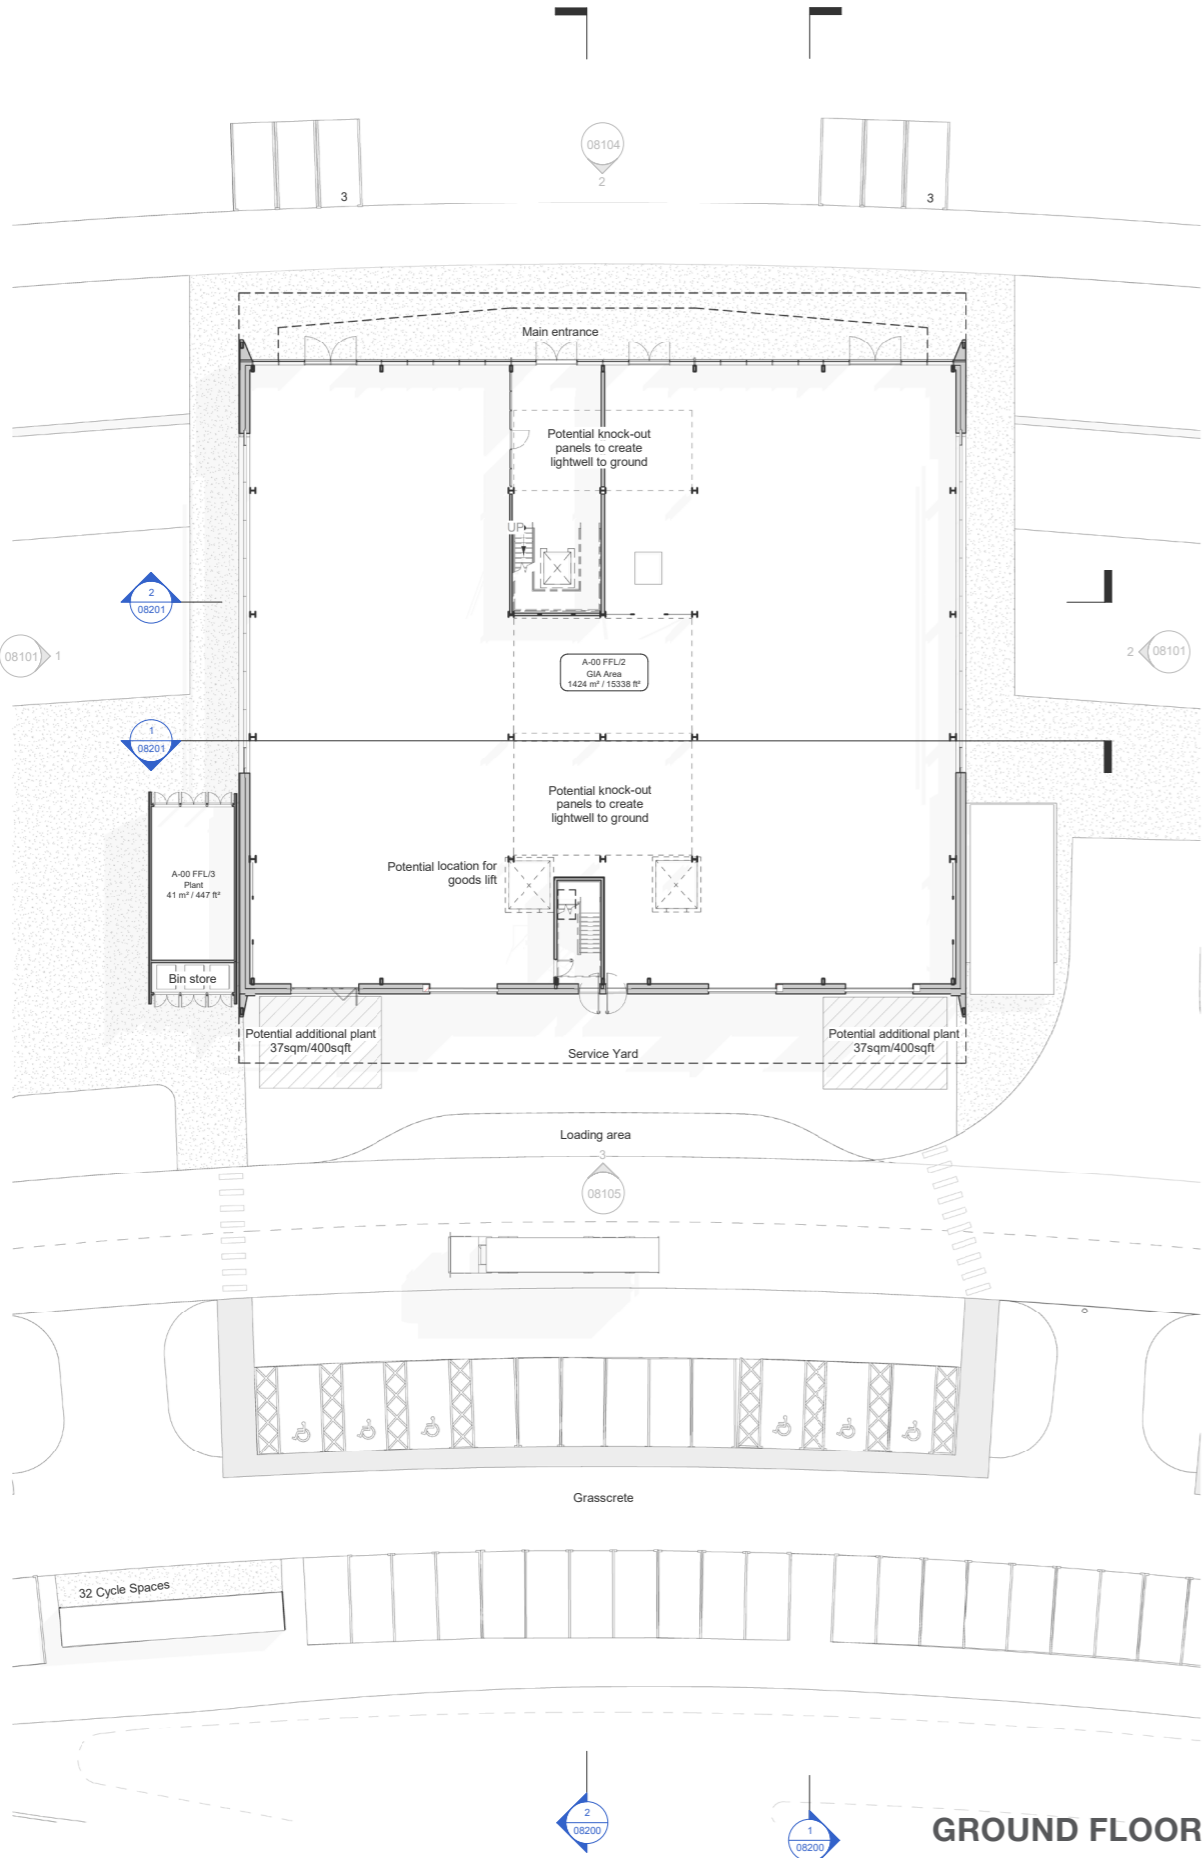 08104
2
3
3
Main entrance
Potential knock-out
panels to create
lightwell to ground
UP
2
08201
08101
1
2
08101
A-00 FFL/2
GIA Area
1424 m² / 15338 ft²
1
08201
Potential knock-out
panels to create
lightwell to ground
Potential location for
goods lift
A-00 FFL/3
Plant
41 m² / 447 ft²
Bin store
Potential additional plant
37sqm/400sqft
Potential additional plant
37sqm/400sqft
Service Yard
Loading area
3
08105
Grasscrete
32 Cycle Spaces
2
08200
1
08200
GROUND FLOOR